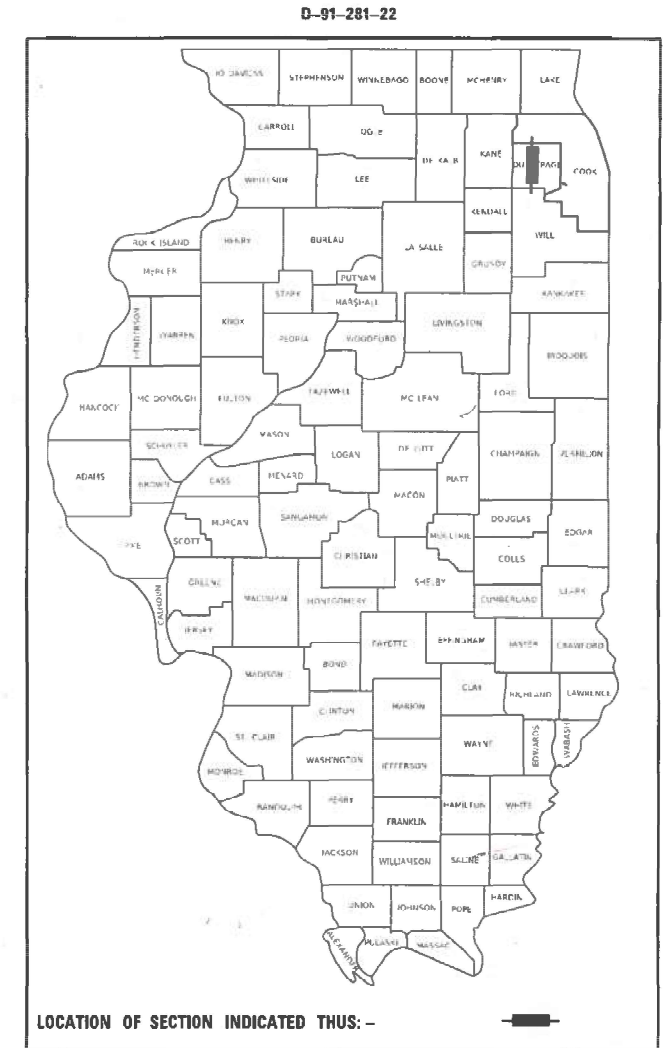 D-91-281-22
JO DAVIESS STEPHENSON WINNEBAGO BOONE MCHENRY LAKE
CARROLL OGLE DE KALB KANE DU PAGE COOK
WHITESIDE LEE
KENDALL
ROCK ISLAND HENRY BUREAU LA SALLE WILL
MERCER PUTNAM GRUNDY
STARK MARSHALL KANKAKEE
HENDERSON WARREN KNOX PEORIA WOODFORD LIVINGSTON
IROQUOIS
HANCOCK MC DONOUGH FULTON TAZEWELL MC LEAN FORD
MASON
SCHUYLER LOGAN DE WITT CHAMPAIGN VERMILION
ADAMS BROWN CASS MENARD PIATT
MACON
PIKE SCOTT MORGAN SANGAMON MOULTRIE DOUGLAS EDGAR
CHRISTIAN COLES
CALHOUN GREENE MACOUPIN MONTGOMERY SHELBY CUMBERLAND CLARK
JERSEY FAYETTE EFFINGHAM JASPER CRAWFORD
MADISON BOND
CLAY RICHLAND LAWRENCE
CLINTON MARION
ST. CLAIR WASHINGTON JEFFERSON WAYNE EDWARDS WABASH
MONROE
RANDOLPH PERRY HAMILTON WHITE
FRANKLIN
JACKSON WILLIAMSON SALINE GALLATIN
UNION JOHNSON POPE HARDIN
ALEXANDER PULASKI MASSAC
LOCATION OF SECTION INDICATED THUS: -